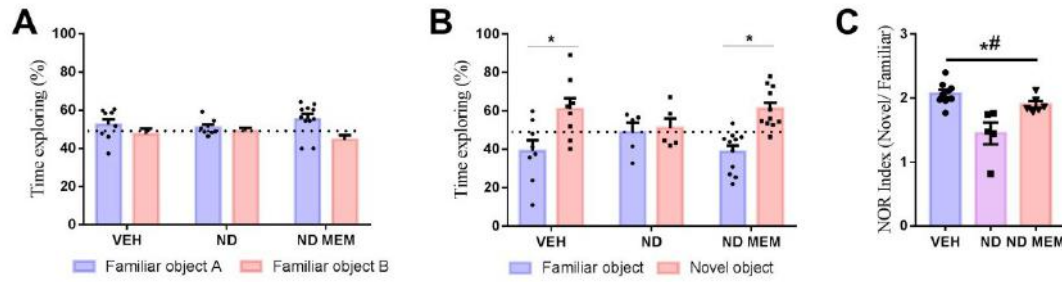 A
Time exploring (%)
100
80
60
40
20
0
VEH
ND
ND MEM
Familiar object A
Familiar object B
B
*
*
Time exploring (%)
100
80
60
40
20
0
VEH
ND
ND MEM
Familiar object
Novel object
C
*#
NOR Index (Novel/ Familiar)
3
2
1
0
VEH
ND
ND MEM